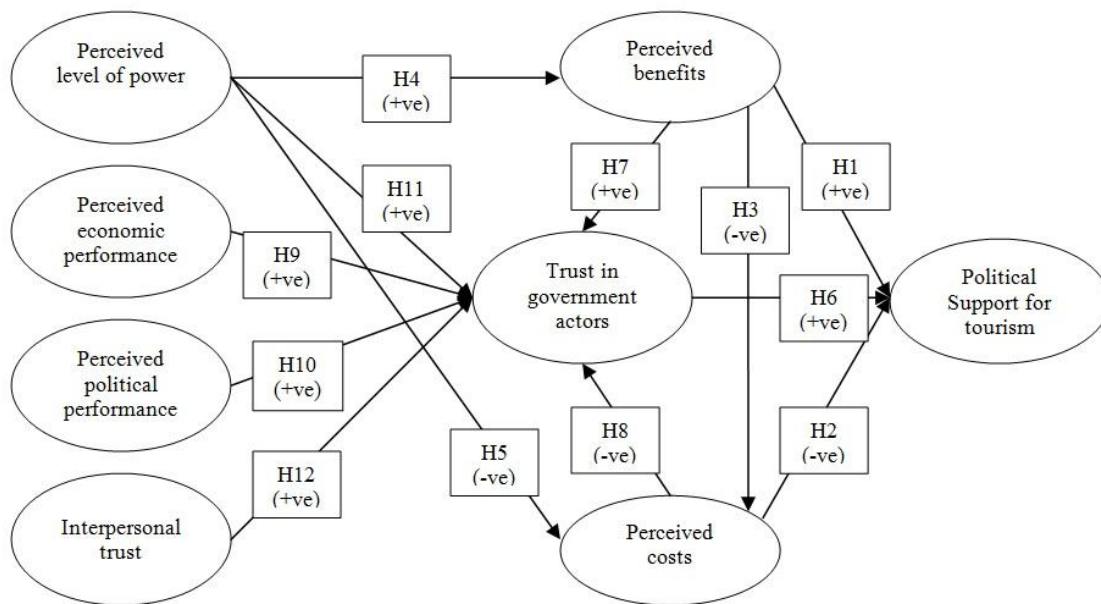 Perceived
level of power
H4
(+ve)
Perceived
benefits
H11
(+ve)
H7
(+ve)
H3
(-ve)
H1
(+ve)
Perceived
economic
performance
H9
(+ve)
Trust in
government
actors
H6
(+ve)
Political
Support for
tourism
Perceived
political
performance
H10
(+ve)
H5
(-ve)
H8
(-ve)
H2
(-ve)
Interpersonal
trust
H12
(+ve)
Perceived
costs